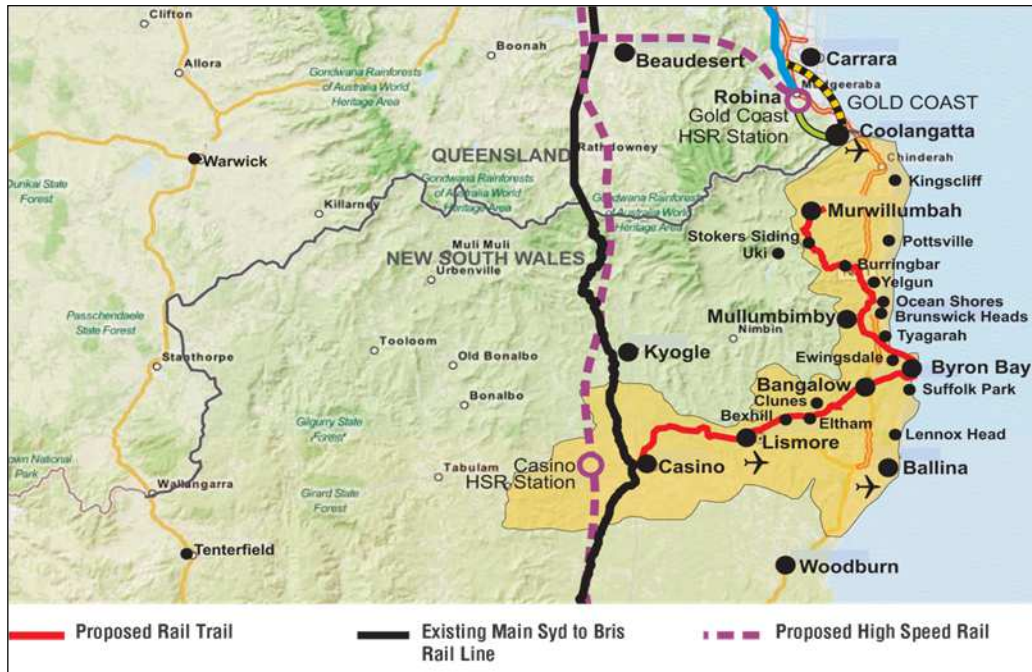 Clifton
Allora
Boonah
Gondwana Rainforests
of Australia World
Heritage Area
Beaudesert
Carrara
Mudgeeraba
Robina
Gold Coast
HSR Station
GOLD COAST
Coolangatta
Chinderah
Kingscliff
Warwick
QUEENSLAND
Rathdowney
Gondwana Rainforests
of Australia World
Heritage Area
Gondwana Rainforests
of Australia World
Heritage Area
State
Forest
Killarney
Murwillumbah
Stokers Siding
Uki
Pottsville
Muli Muli
NEW SOUTH WALES
Urbenville
Burringbar
Yelgun
Ocean Shores
Brunswick Heads
Mullumbimby
Nimbin
Tyagarah
Passchendaele
State Forest
Stanthorpe
Tooloom
Old Bonalbo
Kyogle
Ewingsdale
Byron Bay
Bangalow
Suffolk Park
Bonalbo
Clunes
Bexhill
Eltham
Gilgurry State
Forest
Lismore
Lennox Head
National
Park
Wallangarra
Tabulam
Casino
HSR Station
Casino
Ballina
Girard State
Forest
Tenterfield
Woodburn
Proposed Rail Trail
Existing Main Syd to Bris
Rail Line
Proposed High Speed Rail